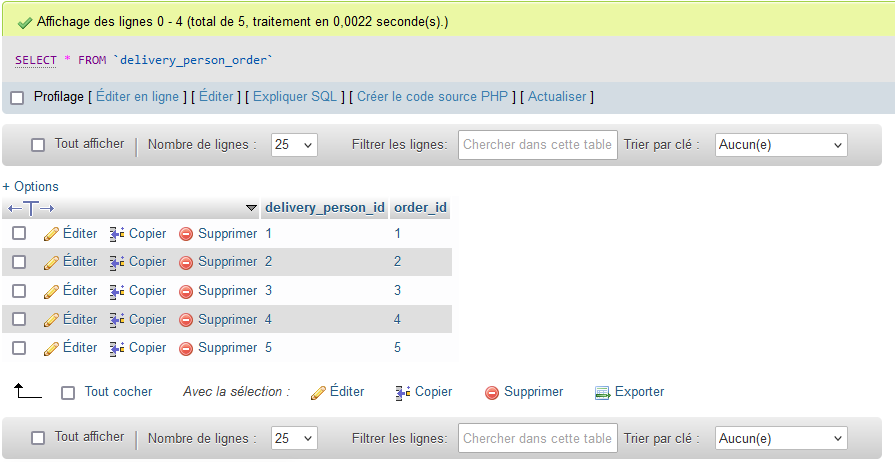 Affichage des lignes 0 - 4 (total de 5, traitement en 0,0022 seconde(s).)
SELECT * FROM `delivery_person_order`
Profilage [ Éditer en ligne ] [ Éditer ] [ Expliquer SQL ] [ Créer le code source PHP ] [ Actualiser ]
Tout afficher Nombre de lignes : 25 Filtrer les lignes: Chercher dans cette table Trier par clé : Aucun(e)
+ Options
delivery_person_id order_id
Éditer Copier Supprimer 1 1
Éditer Copier Supprimer 2 2
Éditer Copier Supprimer 3 3
Éditer Copier Supprimer 4 4
Éditer Copier Supprimer 5 5
Tout cocher Avec la sélection : Éditer Copier Supprimer Exporter
Tout afficher Nombre de lignes : 25 Filtrer les lignes: Chercher dans cette table Trier par clé : Aucun(e)